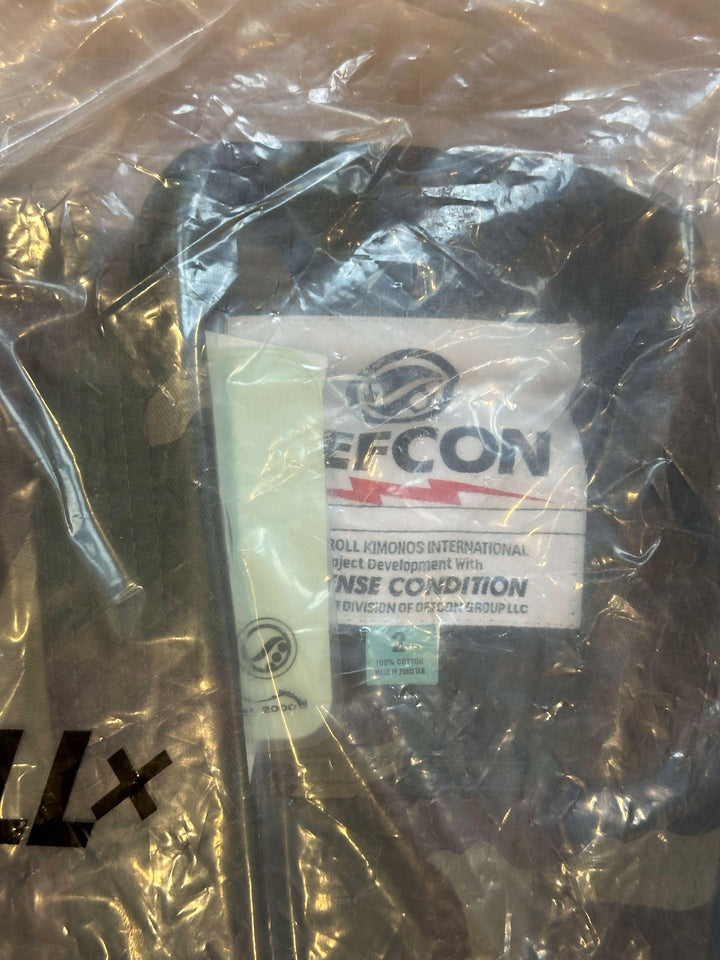 EFCON
ROLL KIMONOS INTERNATIONAL
oject Development With
NSE CONDITION
T DIVISION OF DEFCON GROUP LLC
2
100% COTTON
MADE IN PAKISTAN
LL+